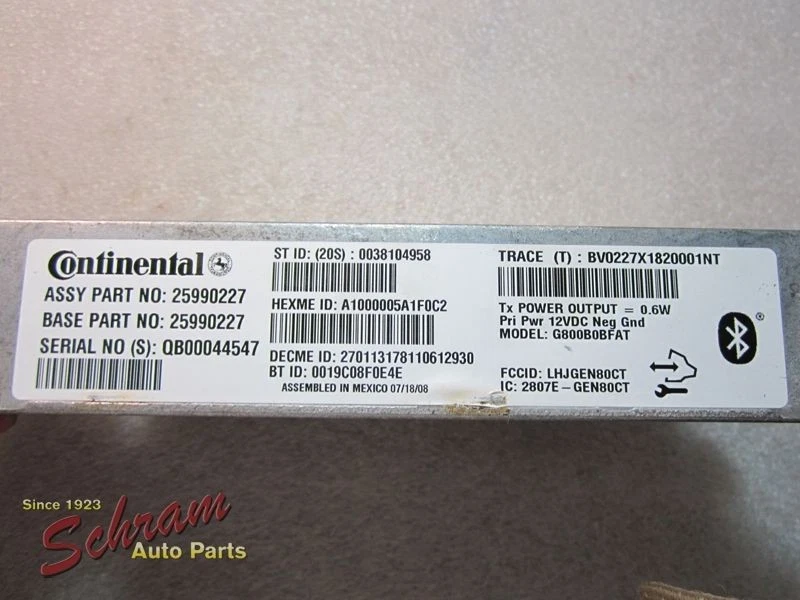 Continental
ASSY PART NO: 25990227
BASE PART NO: 25990227
SERIAL NO (S): QB00044547
ST ID: (20S) : 0038104958
HEXME ID: A1000005A1F0C2
DECME ID: 270113178110612930
BT ID: 0019C08F0E4E
ASSEMBLED IN MEXICO 07/18/08
TRACE (T) : BV0227X1820001NT
Tx POWER OUTPUT = 0.6W
Pri Pwr 12VDC Neg Gnd
MODEL: G800B0BFAT
FCCID: LHJGEN80CT
IC: 2807E-GEN80CT
®
Since 1923
Schram
Auto Parts